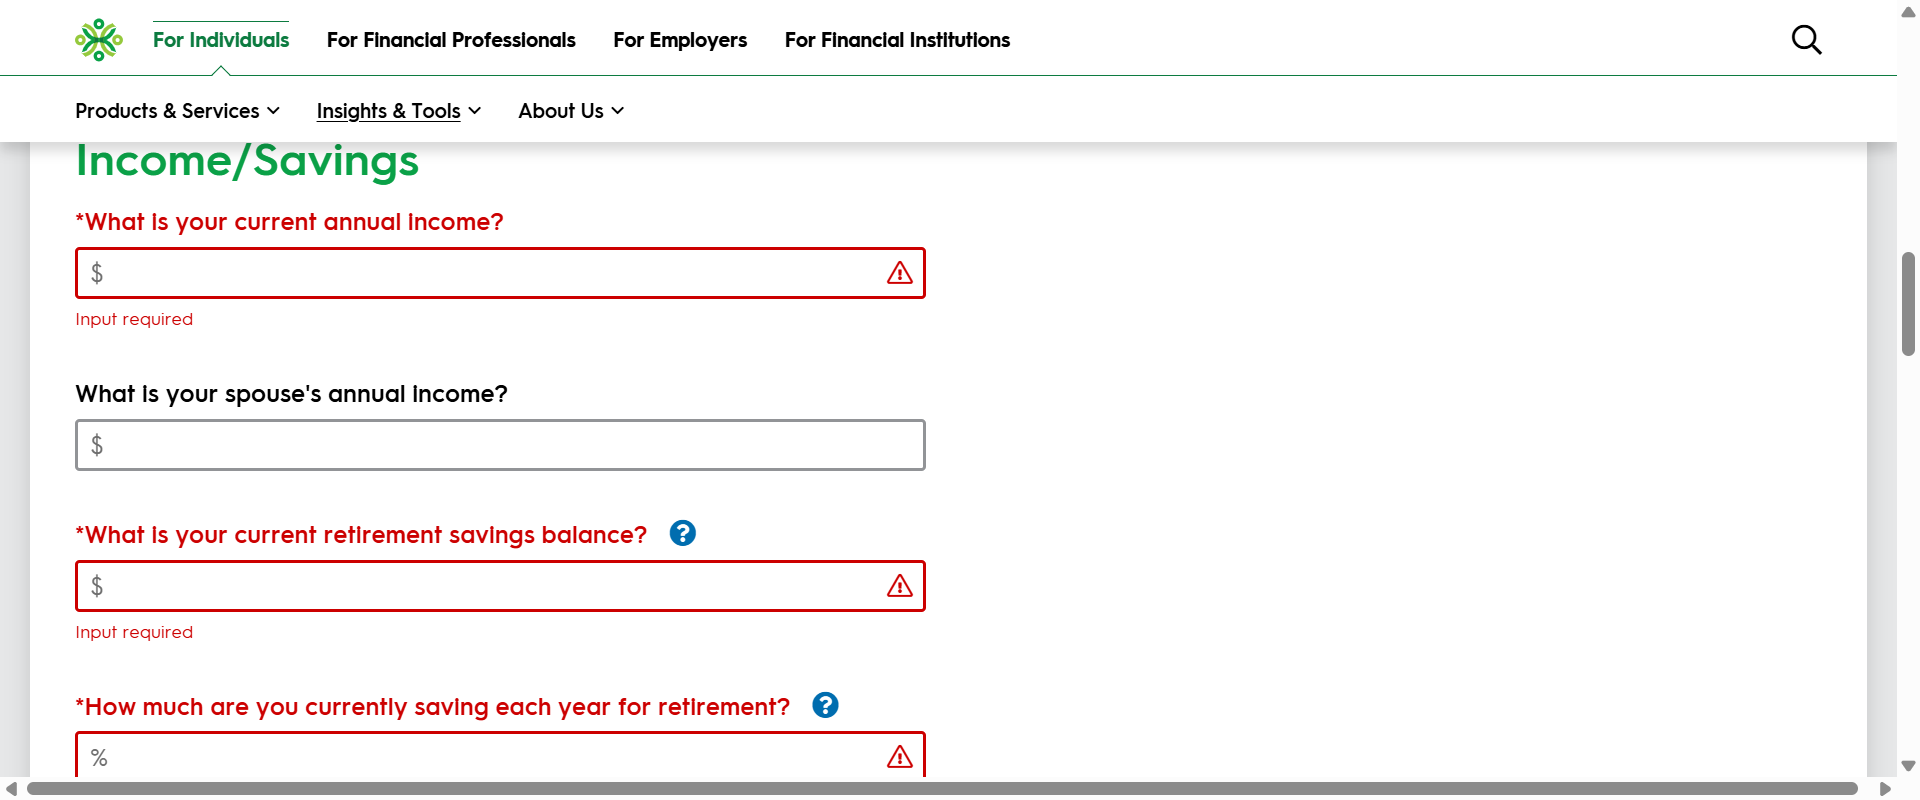 For Individuals
For Financial Professionals
For Employers
For Financial Institutions
Products & Services
Insights & Tools
About Us
Income/Savings
*What is your current annual income?
$
Input required
What is your spouse's annual income?
$
*What is your current retirement savings balance?
$
Input required
*How much are you currently saving each year for retirement?
%